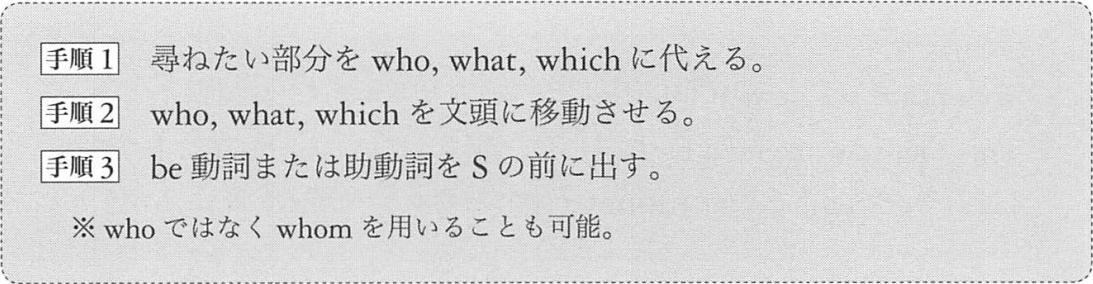 手順1 尋ねたい部分を who, what, which に代える。
手順2 who, what, which を文頭に移動させる。
手順3 be 動詞または助動詞を S の前に出す。
※ who ではなく whom を用いることも可能。